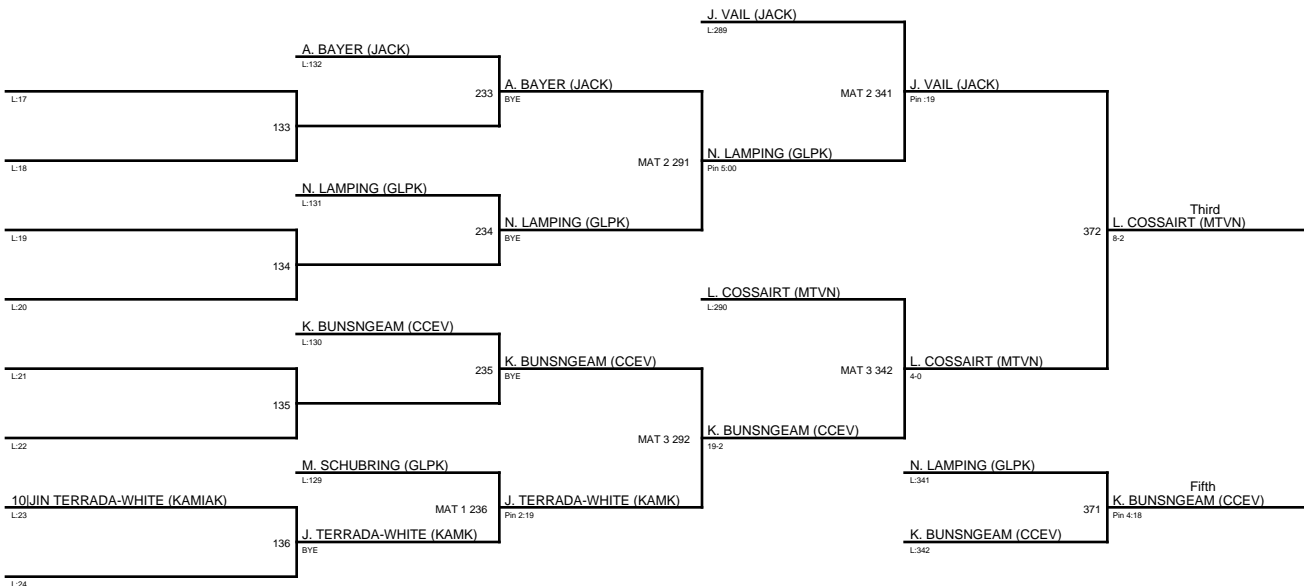 J. VAIL (JACK)
L:289
A. BAYER (JACK)
L:132
233
A. BAYER (JACK)
BYE
MAT 2 341
J. VAIL (JACK)
Pin :19
L:17
133
L:18
MAT 2 291
N. LAMPING (GLPK)
Pin 5:00
N. LAMPING (GLPK)
L:131
234
N. LAMPING (GLPK)
BYE
L:19
134
L:20
372
Third
L. COSSAIRT (MTVN)
8-2
L. COSSAIRT (MTVN)
L:290
K. BUNSNGEAM (CCEV)
L:130
235
K. BUNSNGEAM (CCEV)
BYE
MAT 3 342
L. COSSAIRT (MTVN)
4-0
L:21
135
L:22
MAT 3 292
K. BUNSNGEAM (CCEV)
19-2
M. SCHUBRING (GLPK)
L:129
MAT 1 236
J. TERRADA-WHITE (KAMK)
Pin 2:19
10|JIN TERRADA-WHITE (KAMIAK)
L:23
136
J. TERRADA-WHITE (KAMK)
BYE
L:24
N. LAMPING (GLPK)
L:341
371
Fifth
K. BUNSNGEAM (CCEV)
Pin 4:18
K. BUNSNGEAM (CCEV)
L:342